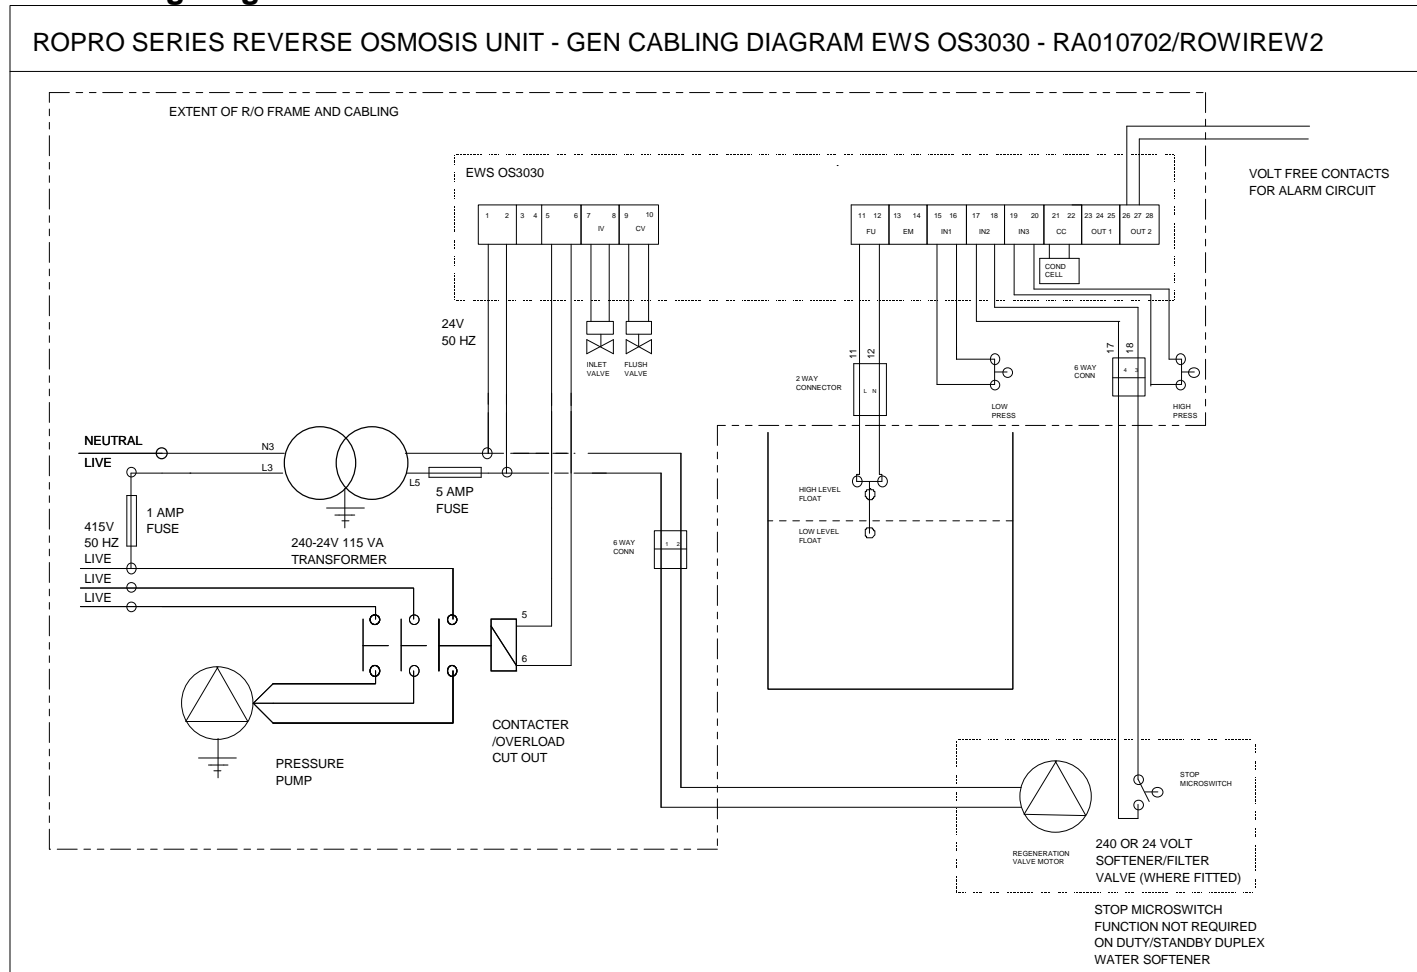 ROPRO SERIES REVERSE OSMOSIS UNIT - GEN CABLING DIAGRAM EWS OS3030 - RA010702/ROWIREW2
EXTENT OF R/O FRAME AND CABLING
EWS OS3030
VOLT FREE CONTACTS
FOR ALARM CIRCUIT
1 2 3 4 5 6 7 8 9 10
IV CV
11 12 13 14 15 16 17 18 19 20 21 22 23 24 25 26 27 28
FU EM IN1 IN2 IN3 CC OUT 1 OUT 2
COND
CELL
24V
50 HZ
INLET
VALVE
FLUSH
VALVE
11
12
2 WAY
CONNECTOR
L N
LOW
PRESS
17
18
6 WAY
CONN
4 3
HIGH
PRESS
NEUTRAL
LIVE
N3
L3
L5
1 AMP
FUSE
5 AMP
FUSE
415V
50 HZ
240-24V 115 VA
TRANSFORMER
LIVE
LIVE
LIVE
HIGH LEVEL
FLOAT
LOW LEVEL
FLOAT
6 WAY
CONN
1 2
5
6
CONTACTER
/OVERLOAD
CUT OUT
PRESSURE
PUMP
STOP
MICROSWITCH
REGENERATION
VALVE MOTOR
240 OR 24 VOLT
SOFTENER/FILTER
VALVE (WHERE FITTED)
STOP MICROSWITCH
FUNCTION NOT REQUIRED
ON DUTY/STANDBY DUPLEX
WATER SOFTENER